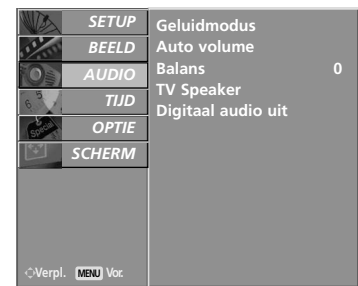 SETUP
BEELD
AUDIO
TIJD
OPTIE
SCHERM
Geluidmodus
Auto volume
Balans 0
TV Speaker
Digitaal audio uit
Special
Verpl. MENU Vor.